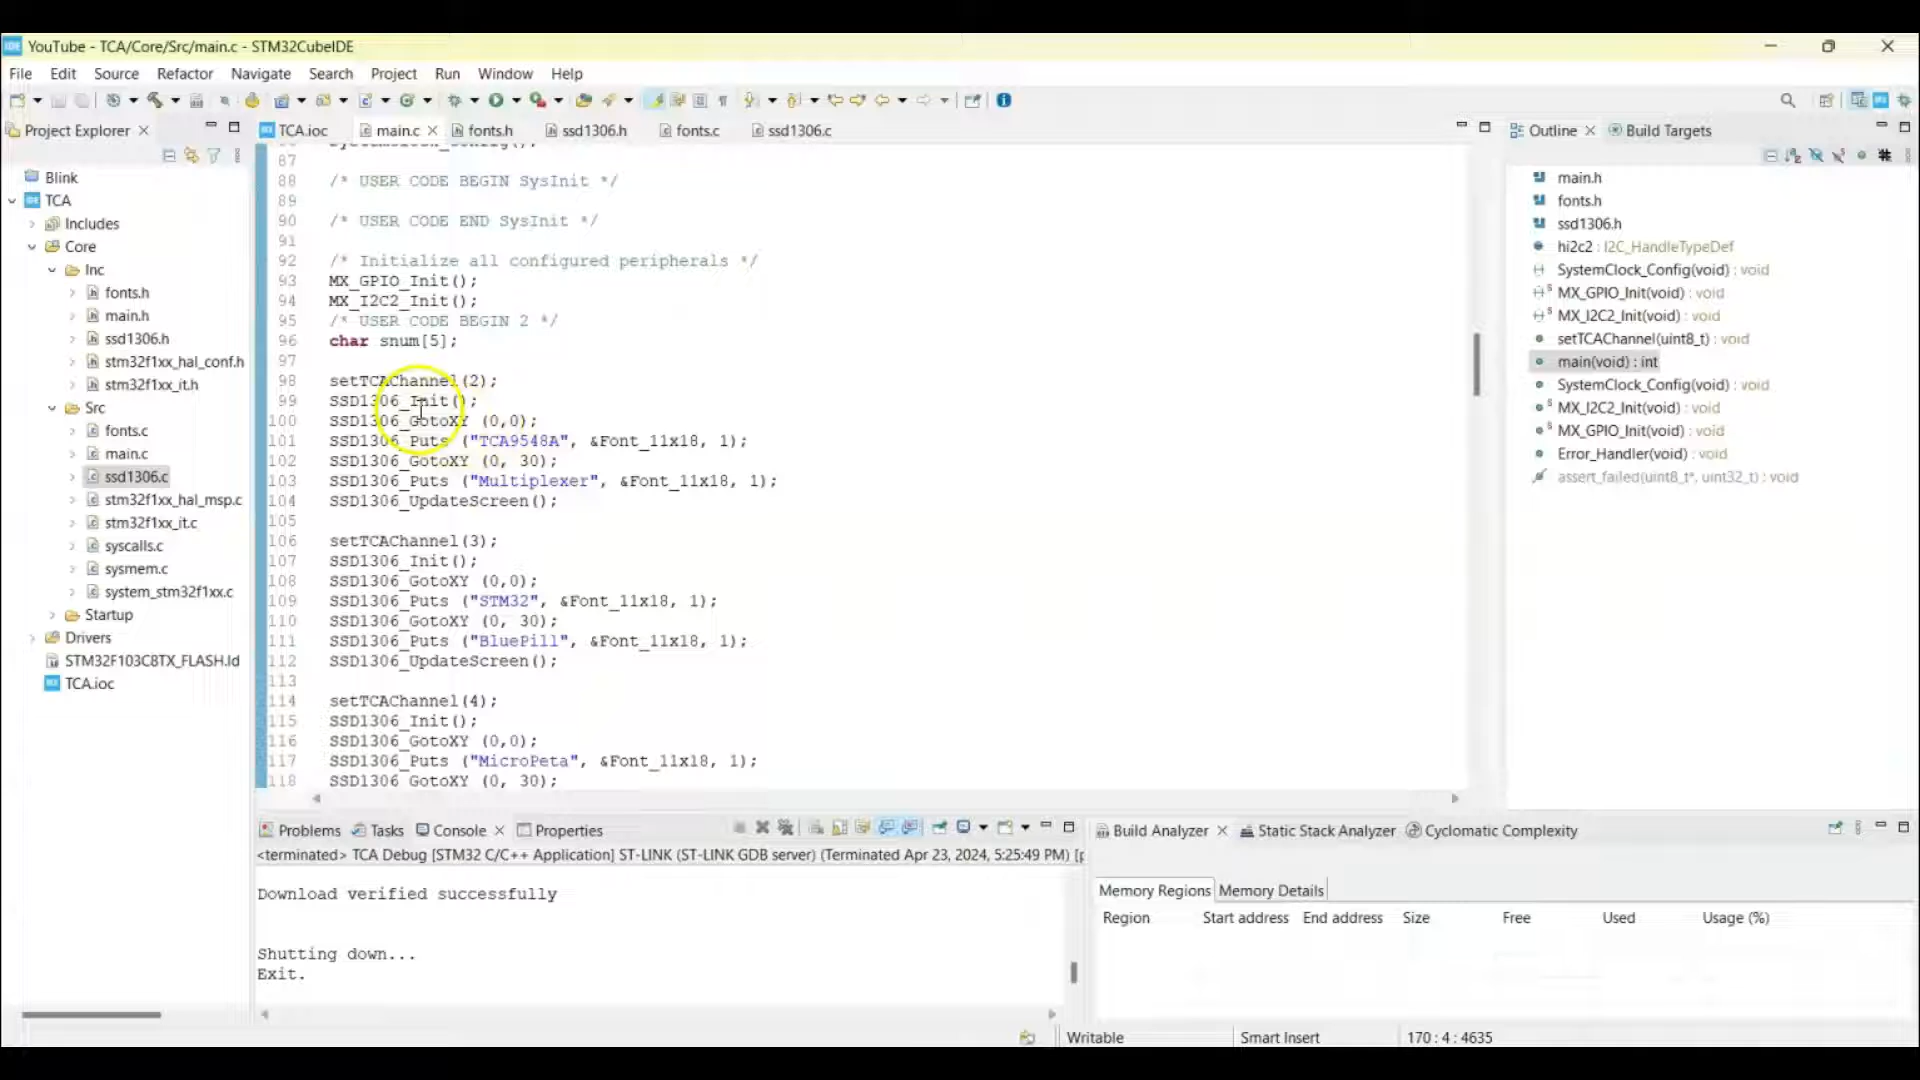 YouTube - TCA/Core/Src/main.c - STM32CubeIDE
File Edit Source Refactor Navigate Search Project Run Window Help
Project Explorer
TCA.ioc main.c fonts.h ssd1306.h fonts.c ssd1306.c
Outline Build Targets
Blink
TCA
Includes
Core
Inc
fonts.h
main.h
ssd1306.h
stm32f1xx_hal_conf.h
stm32f1xx_it.h
Src
fonts.c
main.c
ssd1306.c
stm32f1xx_hal_msp.c
stm32f1xx_it.c
syscalls.c
sysmem.c
system_stm32f1xx.c
Startup
Drivers
STM32F103C8TX_FLASH.ld
TCA.ioc
87
88 /* USER CODE BEGIN SysInit */
89
90 /* USER CODE END SysInit */
91
92 /* Initialize all configured peripherals */
93 MX_GPIO_Init();
94 MX_I2C2_Init();
95 /* USER CODE BEGIN 2 */
96 char snum[5];
97
98 setTCAChannel(2);
99 SSD1306_Init();
100 SSD1306_GotoXY (0,0);
101 SSD1306_Puts ("TCA9548A", &Font_11x18, 1);
102 SSD1306_GotoXY (0, 30);
103 SSD1306_Puts ("Multiplexer", &Font_11x18, 1);
104 SSD1306_UpdateScreen();
105
106 setTCAChannel(3);
107 SSD1306_Init();
108 SSD1306_GotoXY (0,0);
109 SSD1306_Puts ("STM32", &Font_11x18, 1);
110 SSD1306_GotoXY (0, 30);
111 SSD1306_Puts ("BluePill", &Font_11x18, 1);
112 SSD1306_UpdateScreen();
113
114 setTCAChannel(4);
115 SSD1306_Init();
116 SSD1306_GotoXY (0,0);
117 SSD1306_Puts ("MicroPeta", &Font_11x18, 1);
118 SSD1306_GotoXY (0, 30);
main.h
fonts.h
ssd1306.h
hi2c2 : I2C_HandleTypeDef
SystemClock_Config(void) : void
MX_GPIO_Init(void) : void
MX_I2C2_Init(void) : void
setTCAChannel(uint8_t) : void
main(void) : int
SystemClock_Config(void) : void
MX_I2C2_Init(void) : void
MX_GPIO_Init(void) : void
Error_Handler(void) : void
assert_failed(uint8_t*, uint32_t) : void
Problems Tasks Console Properties
<terminated> TCA Debug [STM32 C/C++ Application] ST-LINK (ST-LINK GDB server) (Terminated Apr 23, 2024, 5:25:49 PM) [p
Download verified successfully
Shutting down...
Exit.
Build Analyzer Static Stack Analyzer Cyclomatic Complexity
Memory Regions Memory Details
Region Start address End address Size Free Used Usage (%)
Writable Smart Insert 170 : 4 : 4635